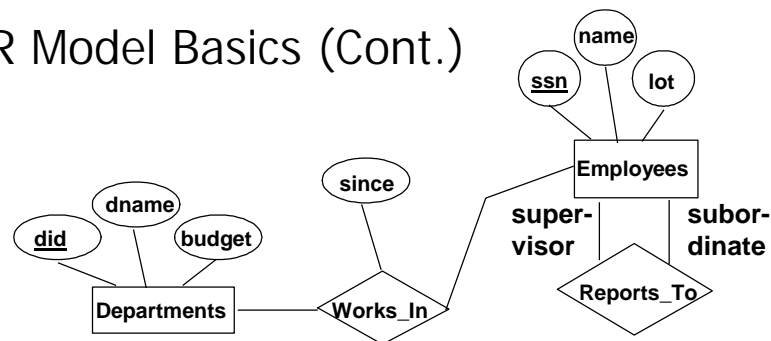 R Model Basics (Cont.)
name
ssn
lot
Employees
since
dname
did
budget
super-
visor
subor-
dinate
Departments
Works_In
Reports_To